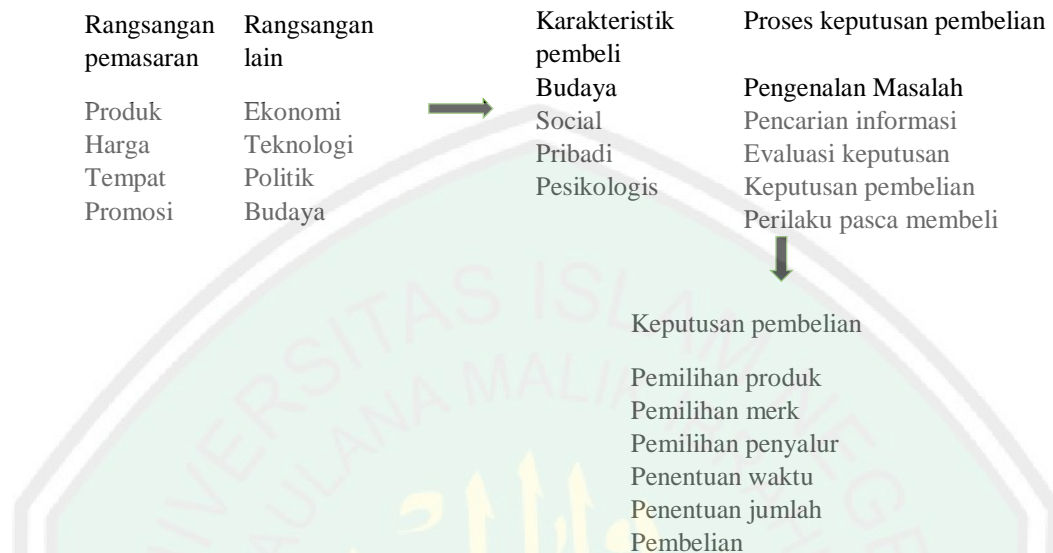 Rangsangan pemasaran
Rangsangan lain
Karakteristik pembeli
Proses keputusan pembelian
Produk
Harga
Tempat
Promosi
Ekonomi
Teknologi
Politik
Budaya
Budaya
Social
Pribadi
Pesikologis
Pengenalan Masalah
Pencarian informasi
Evaluasi keputusan
Keputusan pembelian
Perilaku pasca membeli
Keputusan pembelian
Pemilihan produk
Pemilihan merk
Pemilihan penyalur
Penentuan waktu
Penentuan jumlah
Pembelian